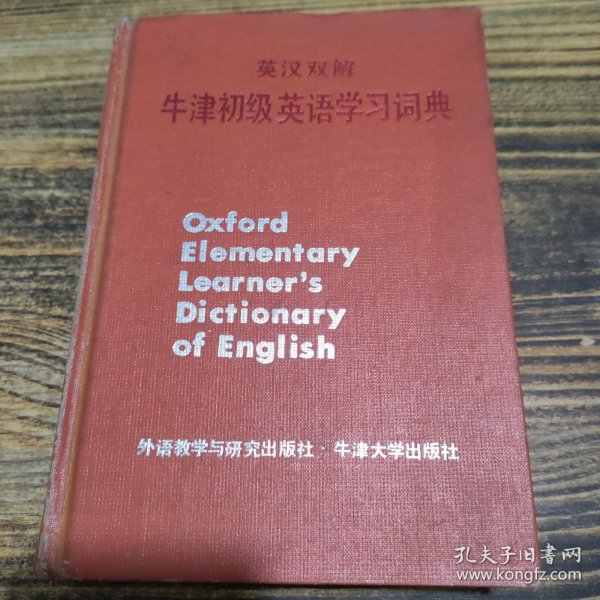 英汉双解
牛津初级英语学习词典
Oxford
Elementary
Learner's
Dictionary
of English
外语教学与研究出版社·牛津大学出版社
孔夫子旧书网
www.kongfz.com